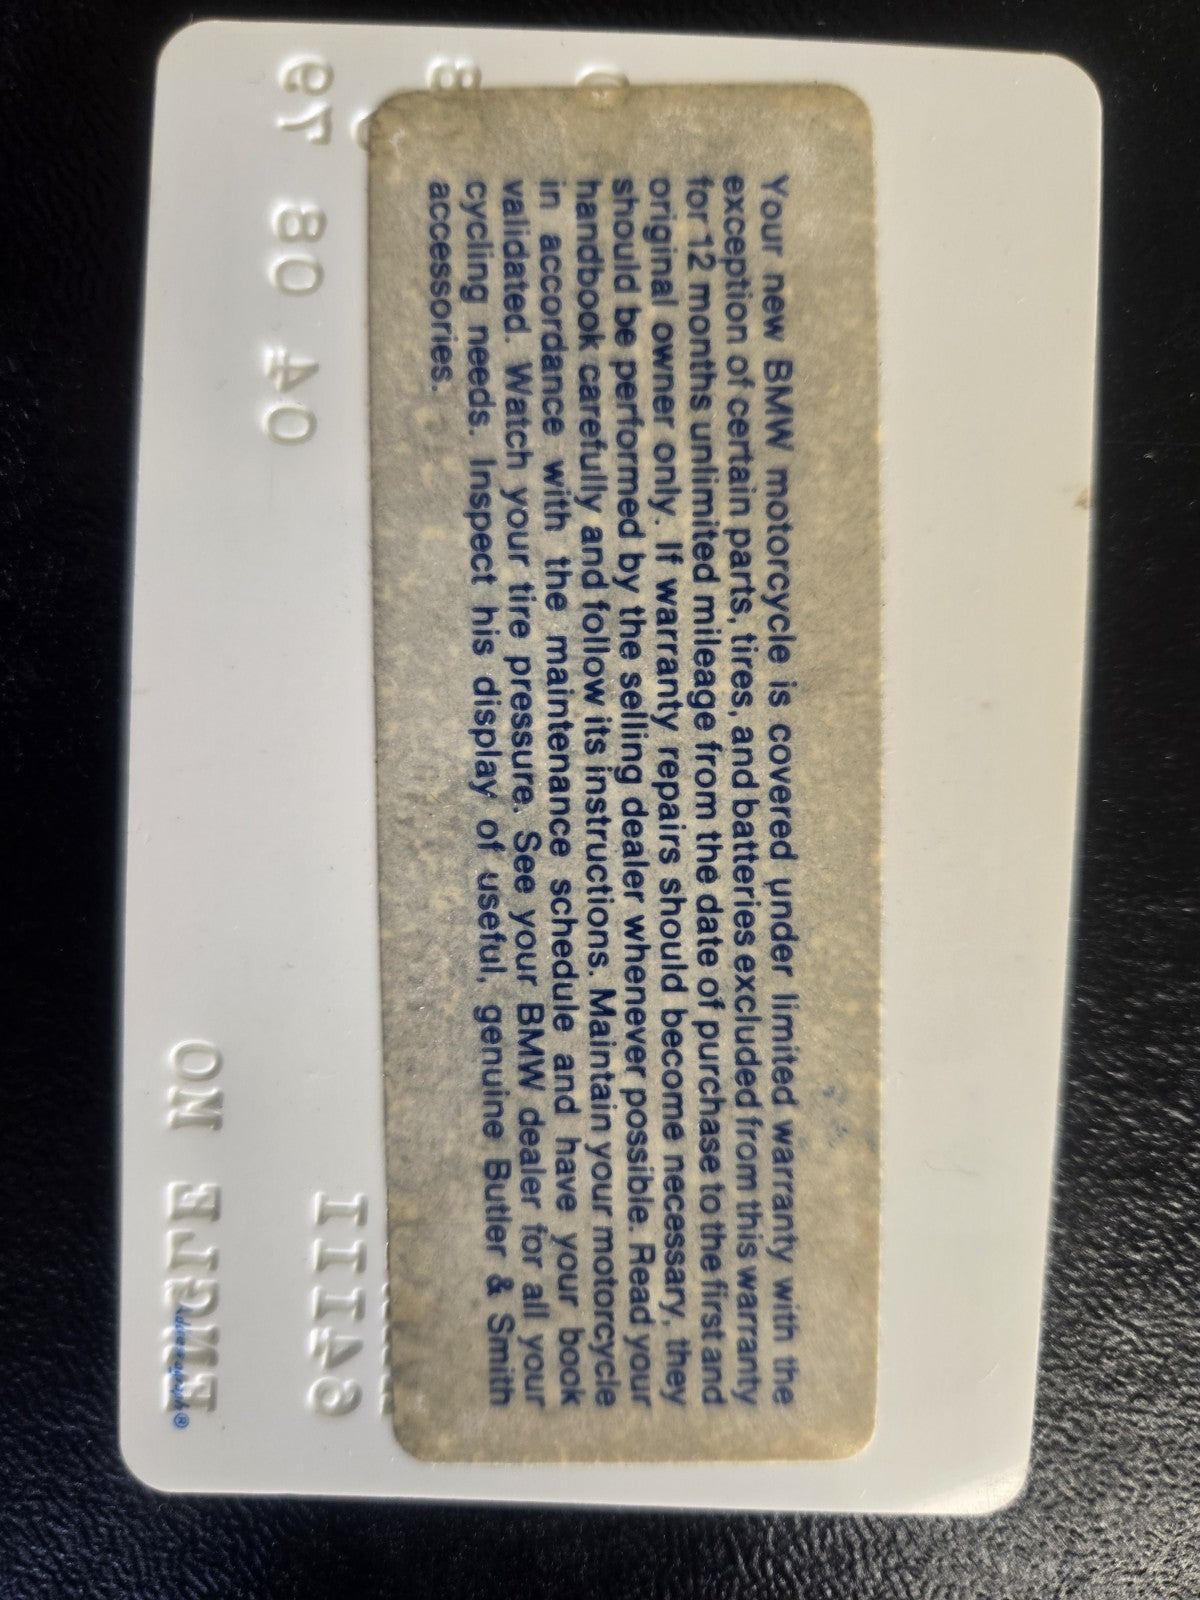 Your new BMW motorcycle is covered under limited warranty with the
exception of certain parts, tires, and batteries excluded from this warranty
for 12 months unlimited mileage from the date of purchase to the first and
original owner only. If warranty repairs should become necessary, they
should be performed by the selling dealer whenever possible. Read your
handbook carefully and follow its instructions. Maintain your motorcycle
in accordance with the maintenance schedule and have your book
validated. Watch your tire pressure. See your BMW dealer for all your
cycling needs. Inspect his display of useful, genuine Butler & Smith
accessories.
04 08 79
Addressograph®